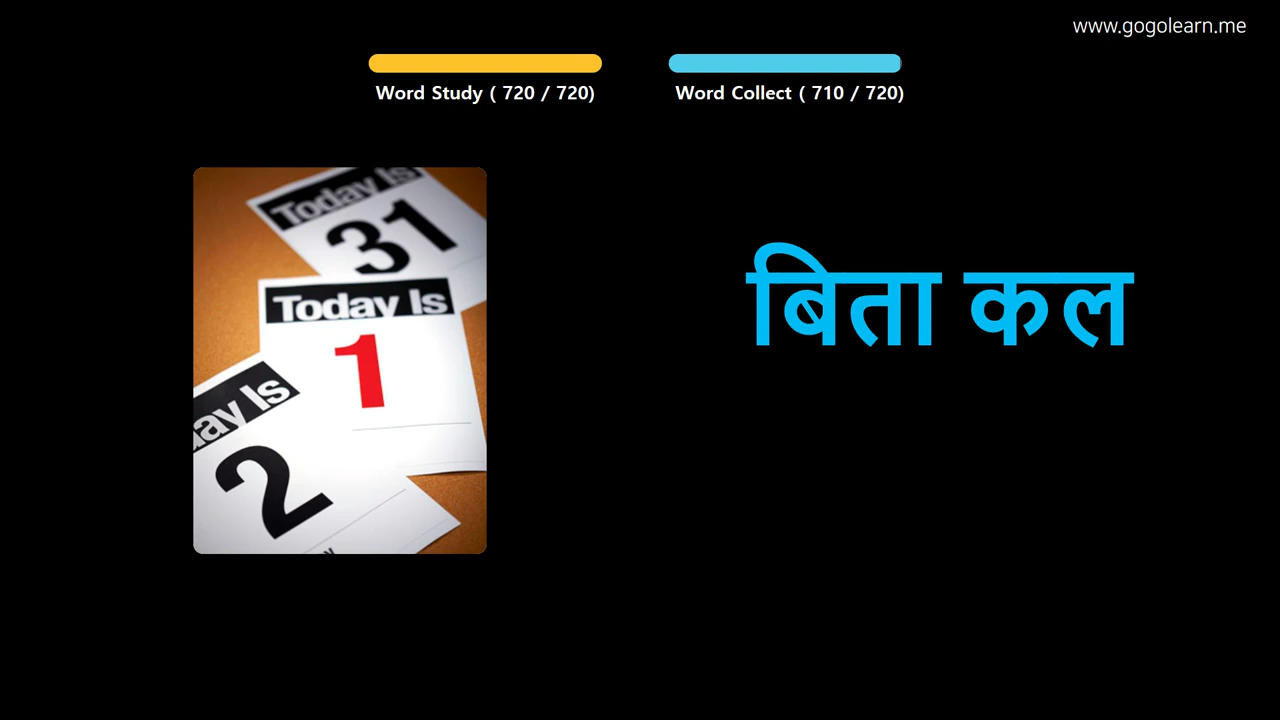 www.gogolearn.me
Word Study ( 720 / 720)
Word Collect ( 710 / 720)
Today Is
31
Today Is
1
day Is
2
बिता कल